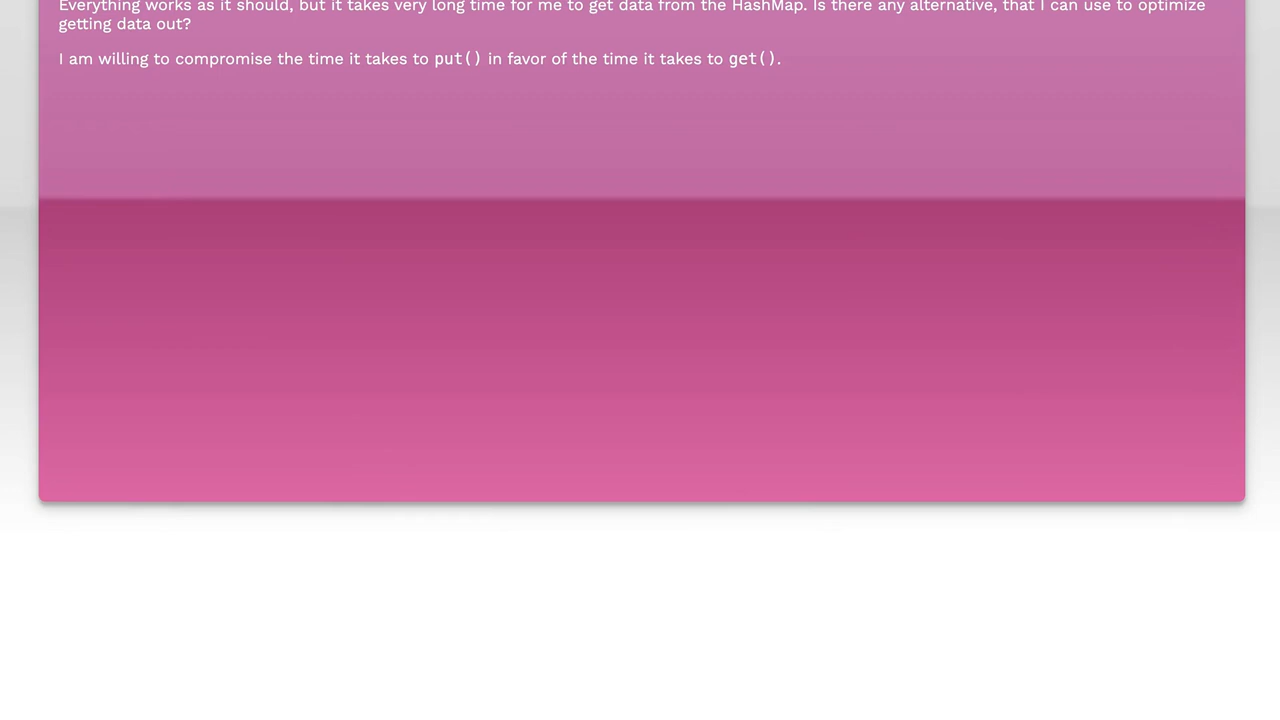 Everything works as it should, but it takes very long time for me to get data from the HashMap. Is there any alternative, that I can use to optimize
getting data out?
I am willing to compromise the time it takes to put() in favor of the time it takes to get().